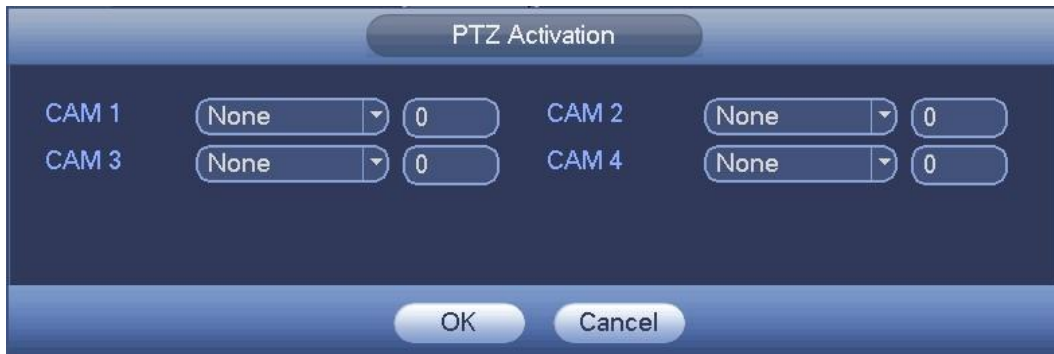 PTZ Activation
CAM 1 None 0 CAM 2 None 0
CAM 3 None 0 CAM 4 None 0
OK Cancel